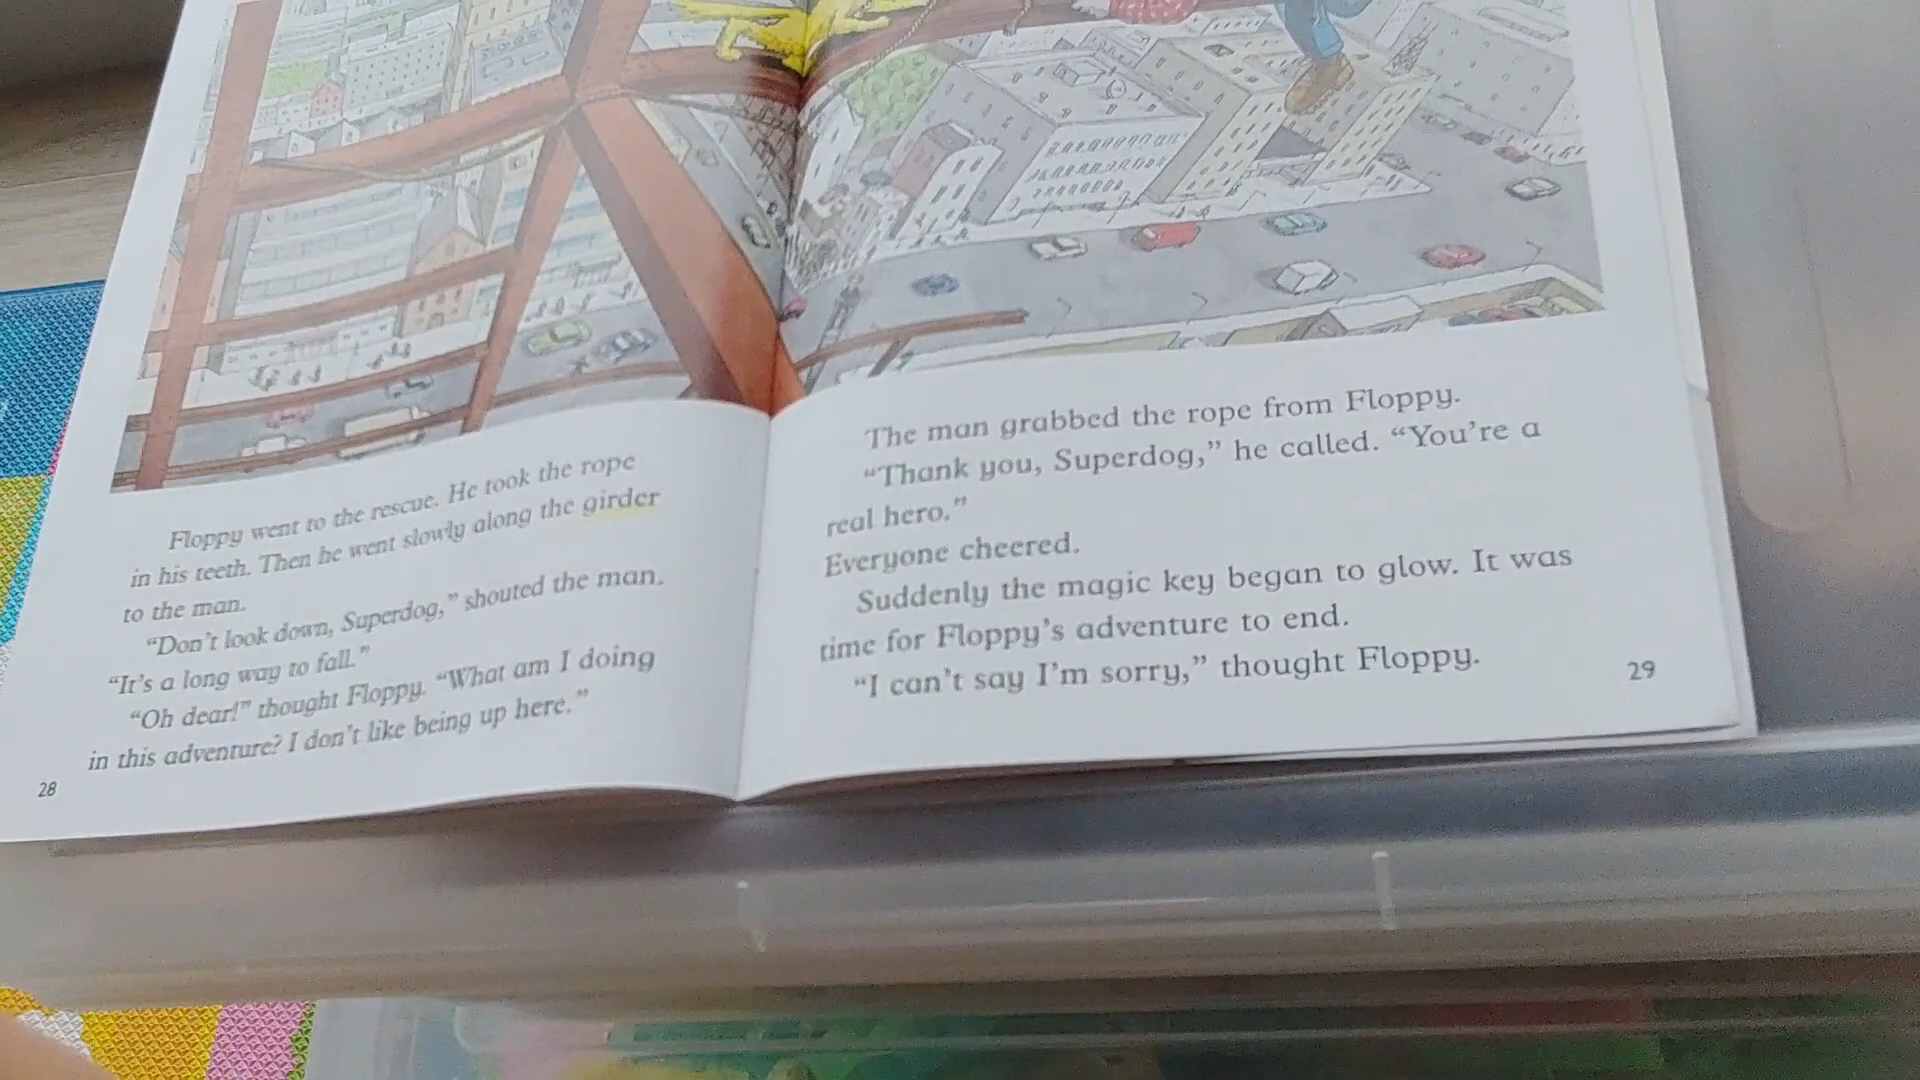 Floppy went to the rescue. He took the rope
in his teeth. Then he went slowly along the girder
to the man.
“Don’t look down, Superdog,” shouted the man.
“It’s a long way to fall.”
“Oh dear!” thought Floppy. “What am I doing
in this adventure? I don’t like being up here.”
28
The man grabbed the rope from Floppy.
“Thank you, Superdog,” he called. “You’re a
real hero.”
Everyone cheered.
Suddenly the magic key began to glow. It was
time for Floppy’s adventure to end.
“I can’t say I’m sorry,” thought Floppy.
29